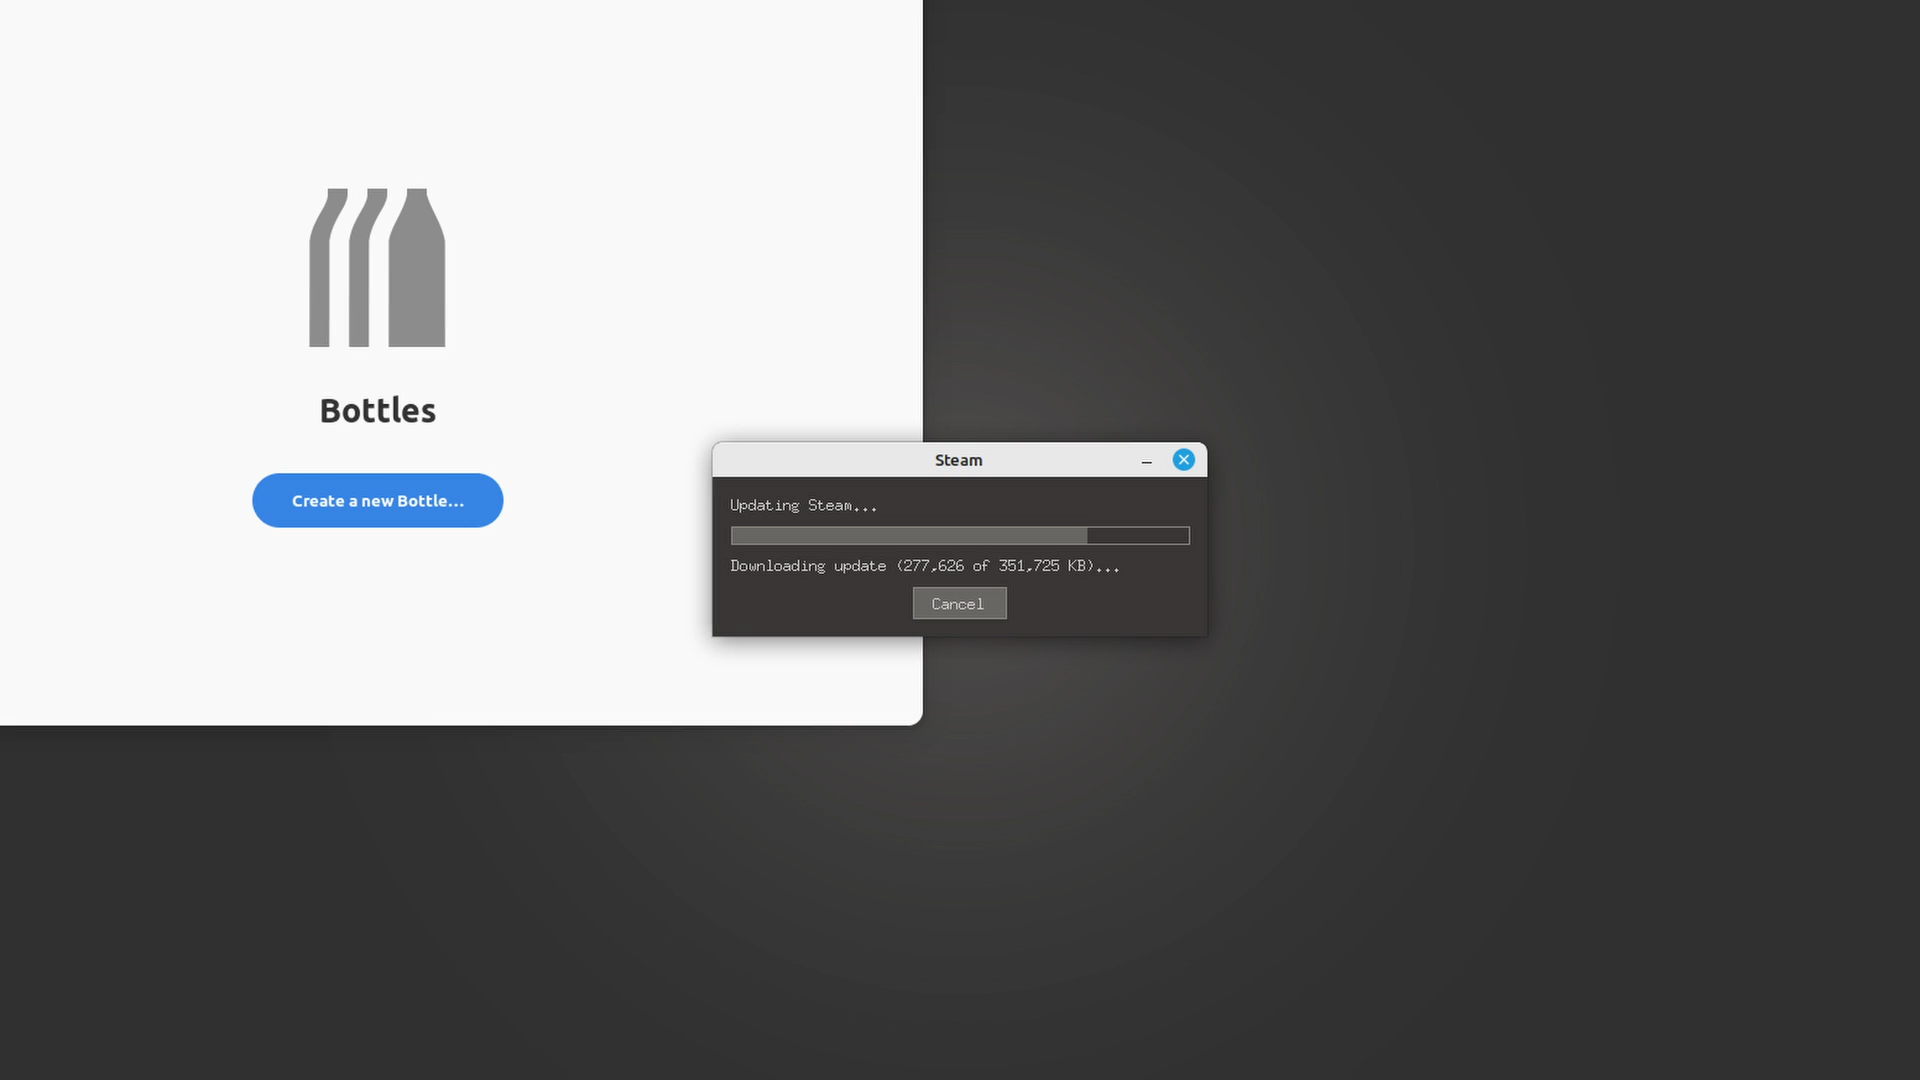 Bottles
Create a new Bottle...
Steam
Updating Steam...
Downloading update (277,626 of 351,725 KB)...
Cancel